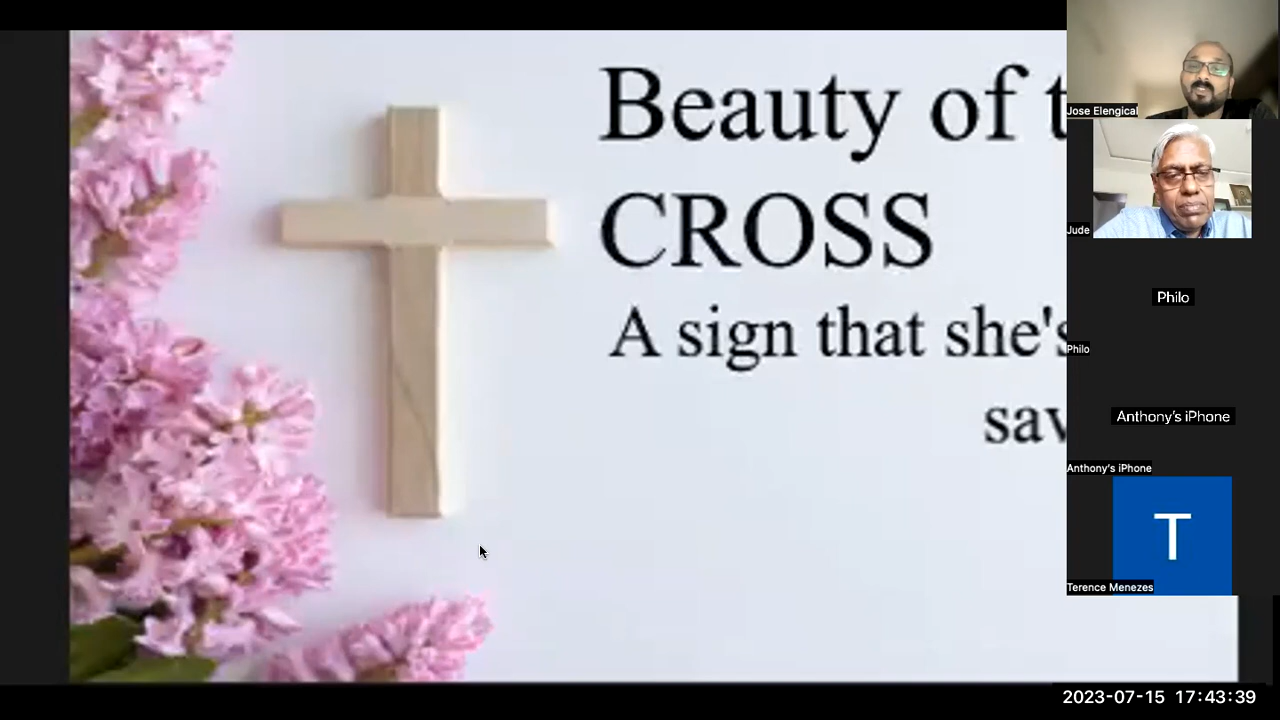 Beauty of t
CROSS
A sign that she's
sav
Jose Elengical
Jude
Philo
Philo
Anthony's iPhone
Anthony's iPhone
T
Terence Menezes
2023-07-15 17:43:39